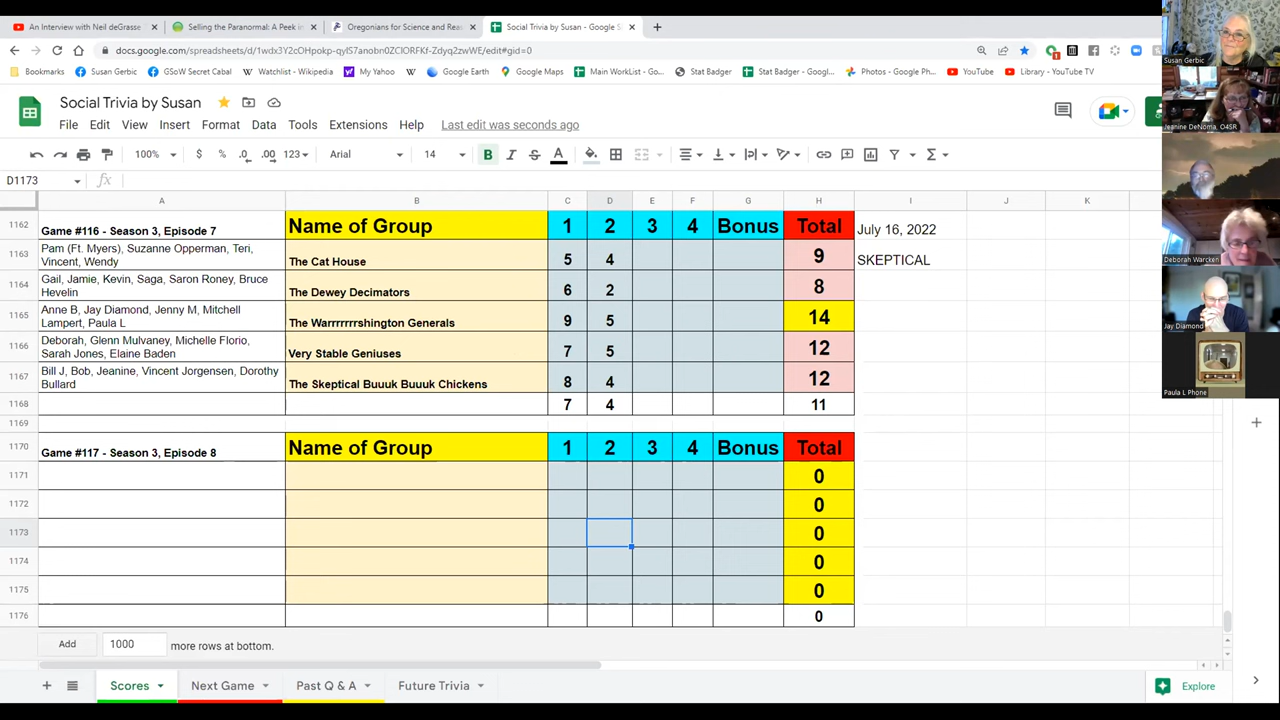 An Interview with Neil deGrasse
Selling the Paranormal: A Peek in
Oregonians for Science and Rea
Social Trivia by Susan - Google S
docs.google.com/spreadsheets/d/1wdx3Y2cOHpokp-qyIS7anobn0ZClORFKf-Zdyq2zwWE/edit#gid=0
Bookmarks
Susan Gerbic
GSoW Secret Cabal
Watchlist - Wikipedia
My Yahoo
Google Earth
Google Maps
Main WorkList - Go...
Stat Badger
Stat Badger - Googl...
Photos - Google Ph...
YouTube
Library - YouTube TV
Social Trivia by Susan
File Edit View Insert Format Data Tools Extensions Help Last edit was seconds ago
100% $ % .0 .00 123 Arial 14 B I S A
D1173 fx
A B C D E F G H I J K
1162 Game #116 - Season 3, Episode 7 Name of Group 1 2 3 4 Bonus Total July 16, 2022
1163 Pam (Ft. Myers), Suzanne Opperman, Teri,
Vincent, Wendy The Cat House 5 4 9 SKEPTICAL
1164 Gail, Jamie, Kevin, Saga, Saron Roney, Bruce
Hevelin The Dewey Decimators 6 2 8
1165 Anne B, Jay Diamond, Jenny M, Mitchell
Lampert, Paula L The Warrrrrrrshington Generals 9 5 14
1166 Deborah, Glenn Mulvaney, Michelle Florio,
Sarah Jones, Elaine Baden Very Stable Geniuses 7 5 12
1167 Bill J, Bob, Jeanine, Vincent Jorgensen, Dorothy
Bullard The Skeptical Buuuk Buuuk Chickens 8 4 12
1168 7 4 11
1169
1170 Game #117 - Season 3, Episode 8 Name of Group 1 2 3 4 Bonus Total
1171 0
1172 0
1173 0
1174 0
1175 0
1176 0
Add 1000 more rows at bottom.
Scores Next Game Past Q & A Future Trivia
Explore
Susan Gerbic
Jeanine DeNoma, O4SR
Deborah Warcken
Jay Diamond
Paula L Phone